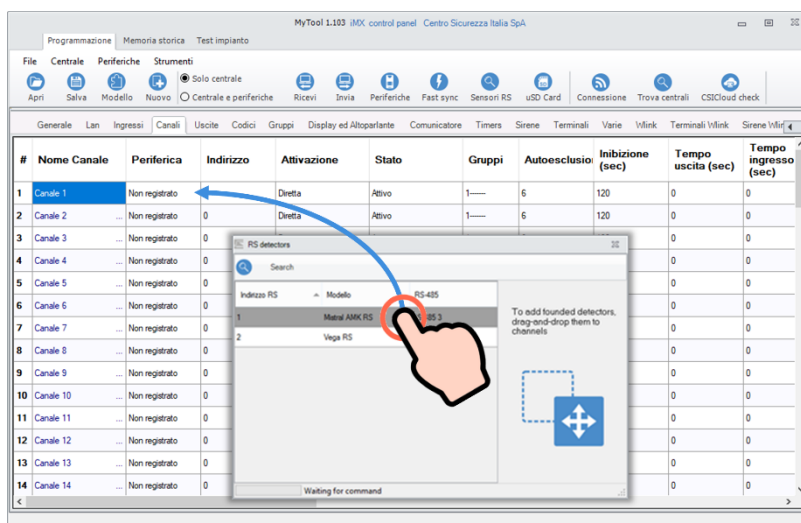 MyTool 1.103 iMX control panel Centro Sicurezza Italia SpA
Programmazione Memoria storica Test impianto
File Centrale Periferiche Strumenti
Solo centrale
Centrale e periferiche
Apri Salva Modello Nuovo Ricevi Invia Periferiche Fast sync Sensori RS uSD Card Connessione Trova centrali CSICloud check
Generale Lan Ingressi Canali Uscite Codici Gruppi Display ed Altoparlante Comunicatore Timers Sirene Terminali Varie Wlink Terminali Wlink Sirene Wlin
# Nome Canale Periferica Indirizzo Attivazione Stato Gruppi Autoesclusio Inibizione (sec) Tempo uscita (sec) Tempo ingresso (sec)
1 Canale 1 Non registrato Diretta Attivo 1----- 6 120 0 0
2 Canale 2 ... Non registrato 0 Diretta Attivo 1----- 6 120 0 0
3 Canale 3 ... Non registrato 0 0 0
4 Canale 4 ... Non registrato 0 0 0
5 Canale 5 ... Non registrato 0 0 0
6 Canale 6 ... Non registrato 0 0 0
7 Canale 7 ... Non registrato 0 0 0
8 Canale 8 ... Non registrato 0 0 0
9 Canale 9 ... Non registrato 0 0 0
10 Canale 10 ... Non registrato 0 0 0
11 Canale 11 ... Non registrato 0 0 0
12 Canale 12 ... Non registrato 0 0 0
13 Canale 13 ... Non registrato 0 0 0
14 Canale 14 ... Non registrato 0 0 0
RS detectors
Search
Indirizzo RS Modello RS-485
1 Mistral AMK RS
2 Vega RS
To add founded detectors,
drag-and-drop them to
channels
Waiting for command